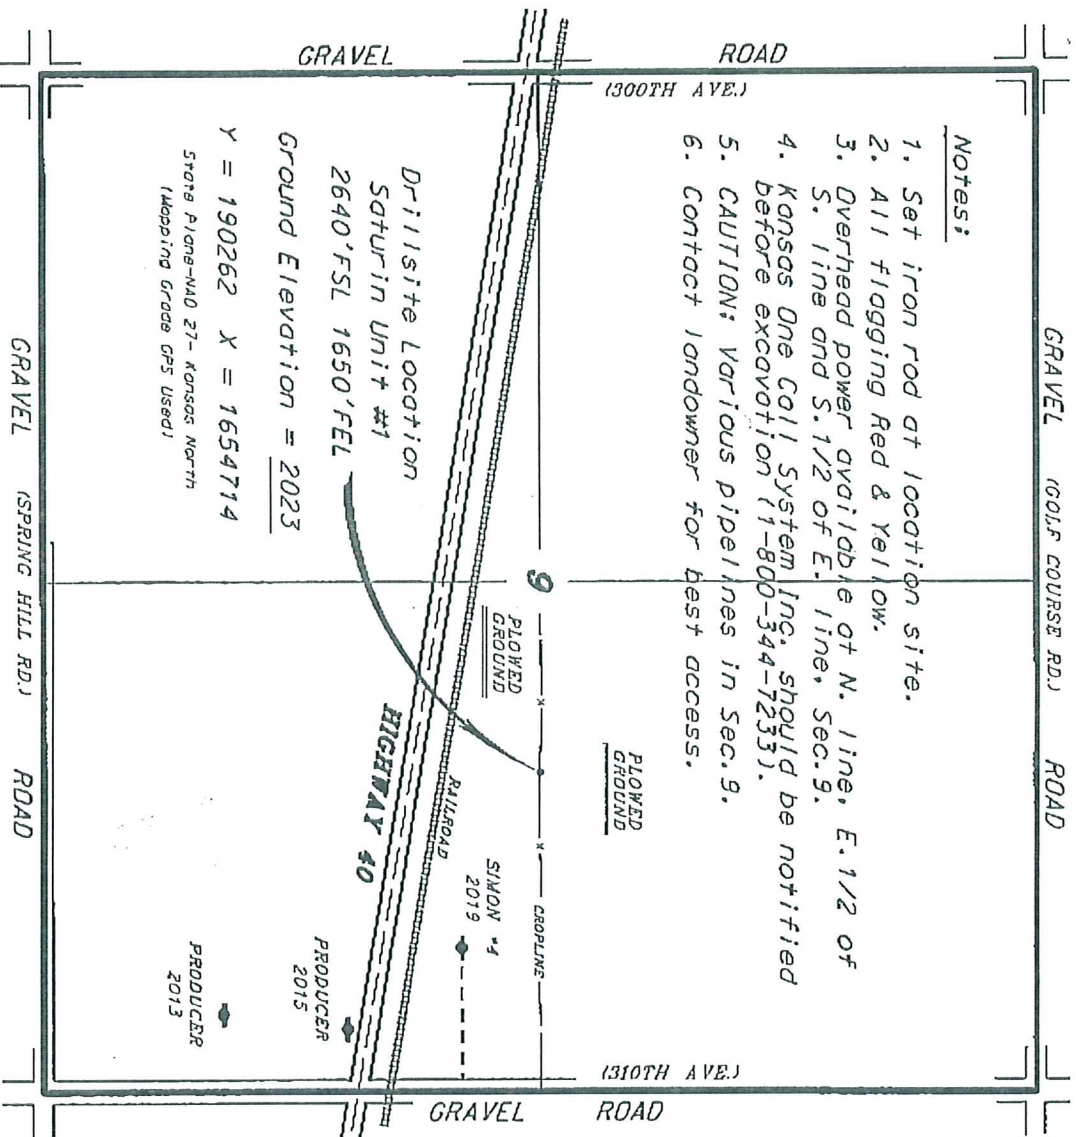 GRAVEL ROAD
(300TH AVE.)
GRAVEL (GOLF COURSE RD.) ROAD
Notes:
1. Set iron rod at location site.
2. All flagging Red & Yellow.
3. Overhead power available at N. line, E.1/2 of
S. line and S.1/2 of E. line, Sec.9.
4. Kansas One Call System Inc. should be notified
before excavation (1-800-344-7233).
5. CAUTION: Various pipelines in Sec.9.
6. Contact landowner for best access.
Drillsite Location
Saturin Unit #1
2640'FSL 1650'FEL
Ground Elevation = 2023
Y = 190262 X = 1654714
State Plane-NAD 27- Kansas North
(Mapping Grade GPS Used)
9
PLOWED
GROUND
PLOWED
GROUND
HIGHWAY 40
RAILROAD
CROPLINE
SIMON #4
2019
PRODUCER
2015
PRODUCER
2013
GRAVEL (SPRING HILL RD.) ROAD
(310TH AVE.)
GRAVEL ROAD